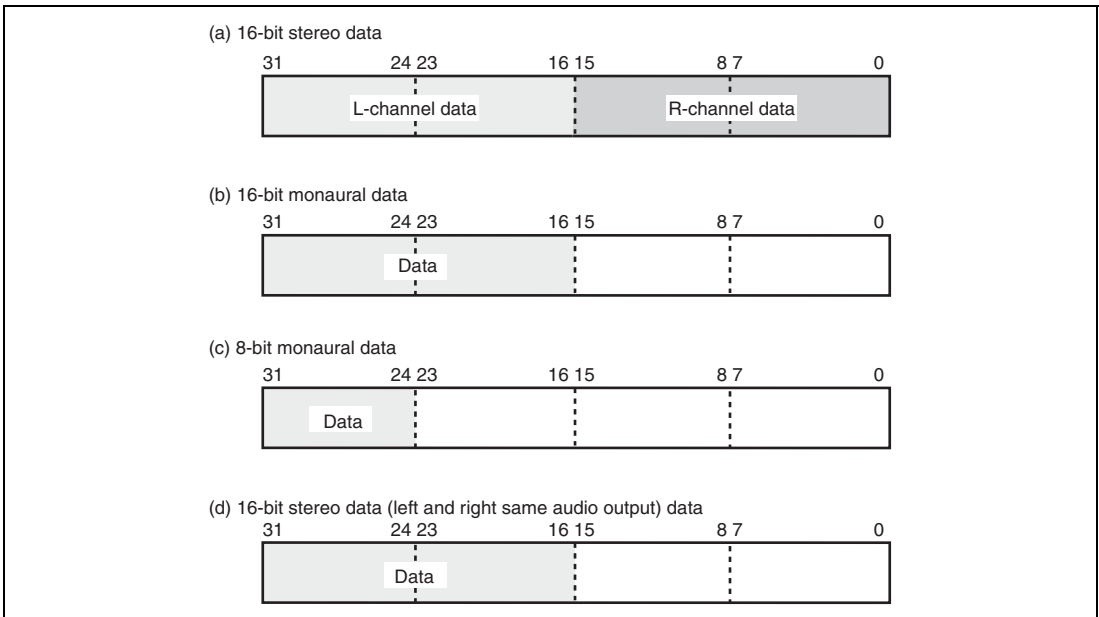 (a) 16-bit stereo data
31 24 23 16 15 8 7 0
L-channel data R-channel data
(b) 16-bit monaural data
31 24 23 16 15 8 7 0
Data
(c) 8-bit monaural data
31 24 23 16 15 8 7 0
Data
(d) 16-bit stereo data (left and right same audio output) data
31 24 23 16 15 8 7 0
Data